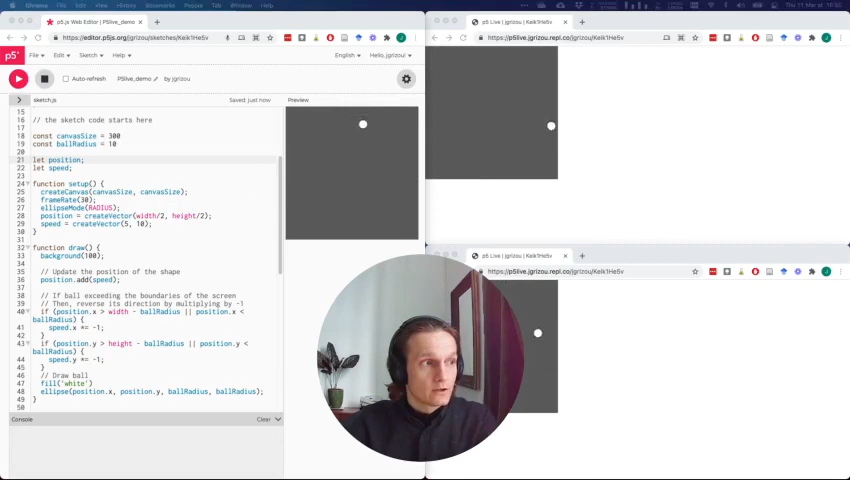 p5.js Web Editor | P5live_demo
https://editor.p5js.org/jgrizou/sketches/Keik1He5v
p5*
File
Edit
Sketch
Help
English
Hello, jgrizou!
Auto-refresh
P5live_demo
by jgrizou
sketch.js
Saved: just now
Preview
15
16 // the sketch code starts here
17
18 const canvasSize = 300
19 const ballRadius = 10
20
21 let position;
22 let speed;
23
24 function setup() {
25 createCanvas(canvasSize, canvasSize);
26 frameRate(30);
27 ellipseMode(RADIUS);
28 position = createVector(width/2, height/2);
29 speed = createVector(5, 10);
30 }
31
32 function draw() {
33 background(100);
34
35 // Update the position of the shape
36 position.add(speed);
37
38 // If ball exceeding the boundaries of the screen
39 // Then, reverse its direction by multiplying by -1
40 if (position.x > width - ballRadius || position.x <
ballRadius) {
41 speed.x *= -1;
42 }
43 if (position.y > height - ballRadius || position.y <
ballRadius) {
44 speed.y *= -1;
45 }
46 // Draw ball
47 fill('white')
48 ellipse(position.x, position.y, ballRadius, ballRadius);
49 }
50
Console
Clear
p5 Live | jgrizou | Keik1He5v
https://p5live.jgrizou.repl.co/jgrizou/Keik1He5v
p5 Live | jgrizou | Keik1He5v
https://p5live.jgrizou.repl.co/jgrizou/Keik1He5v